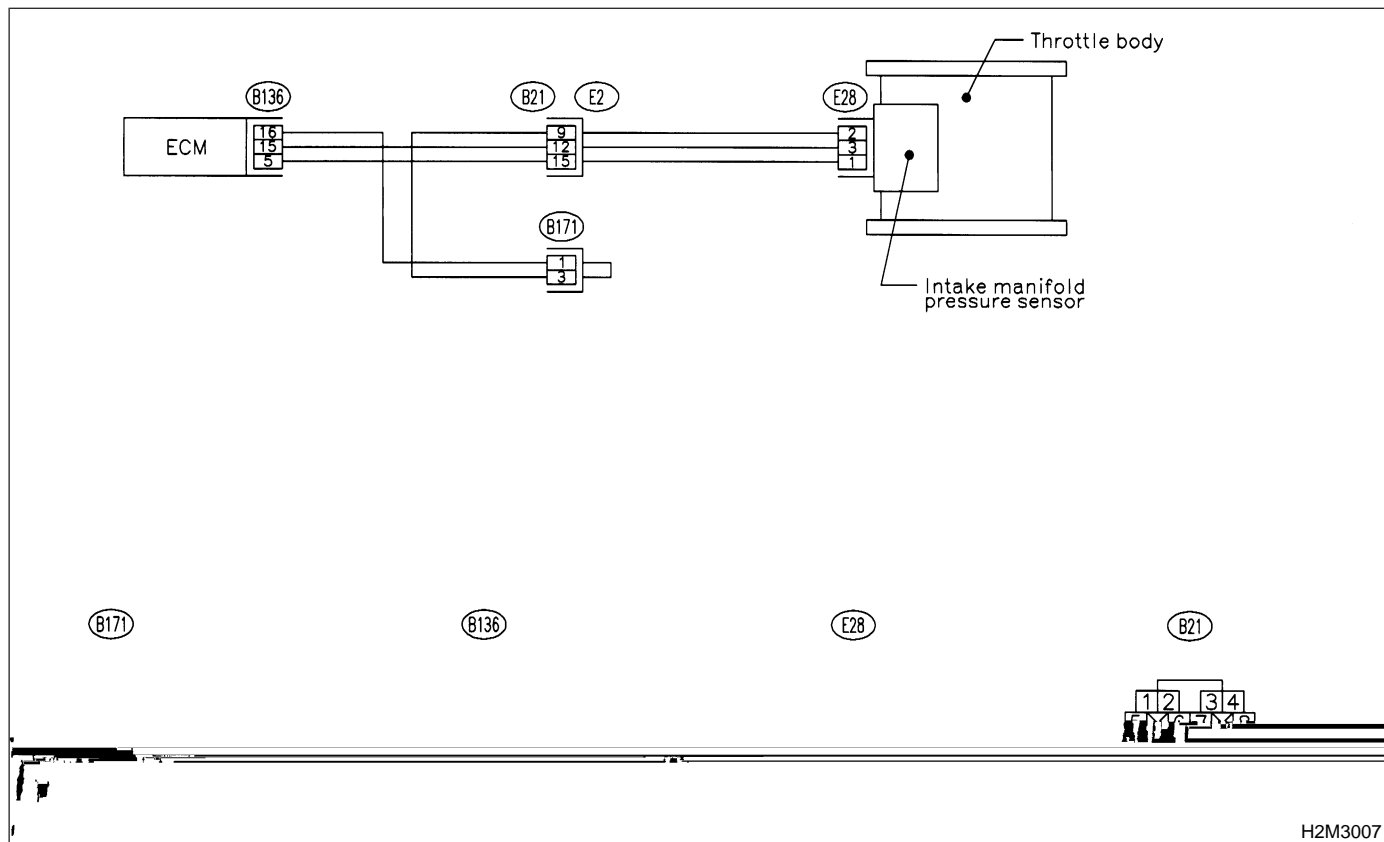 Throttle body
B136
B21
E2
E28
ECM
16
15
5
9
12
15
2
3
1
B171
1
3
Intake manifold
pressure sensor
B171
B136
E28
B21
1 2 3 4
H2M3007